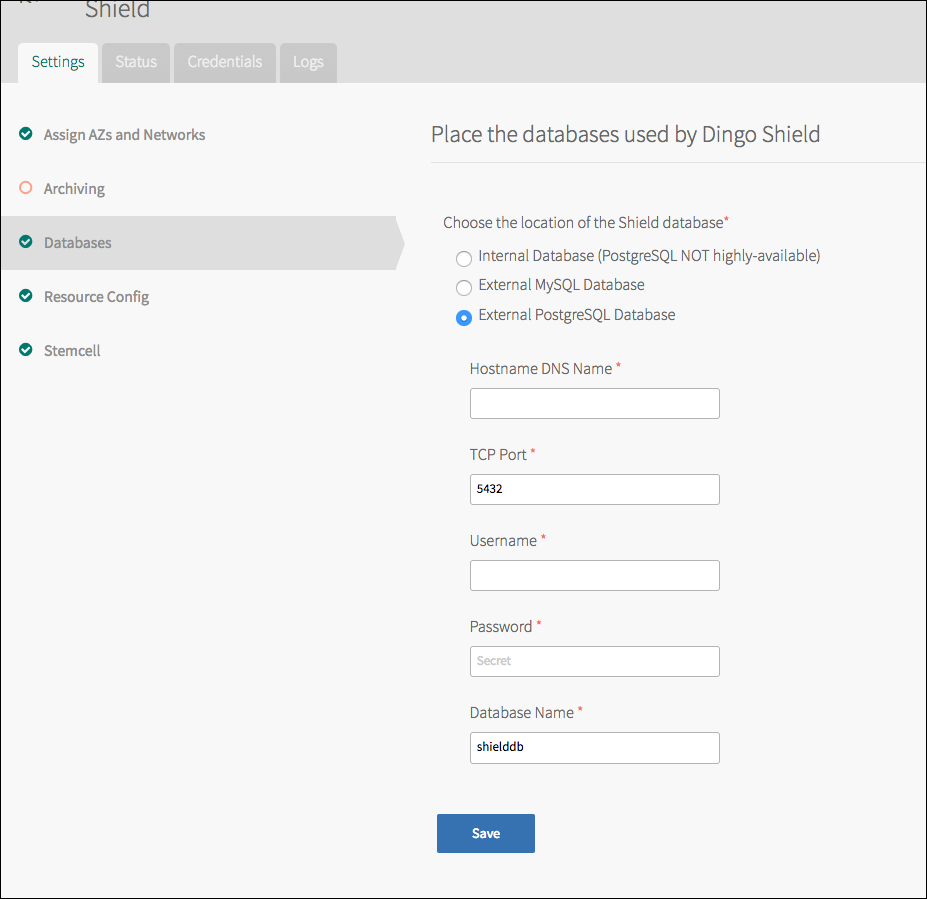 Shield
Settings
Status
Credentials
Logs
Assign AZs and Networks
Archiving
Databases
Resource Config
Stemcell
Place the databases used by Dingo Shield
Choose the location of the Shield database*
Internal Database (PostgreSQL NOT highly-available)
External MySQL Database
External PostgreSQL Database
Hostname DNS Name *
TCP Port *
5432
Username *
Password *
Secret
Database Name *
shielddb
Save